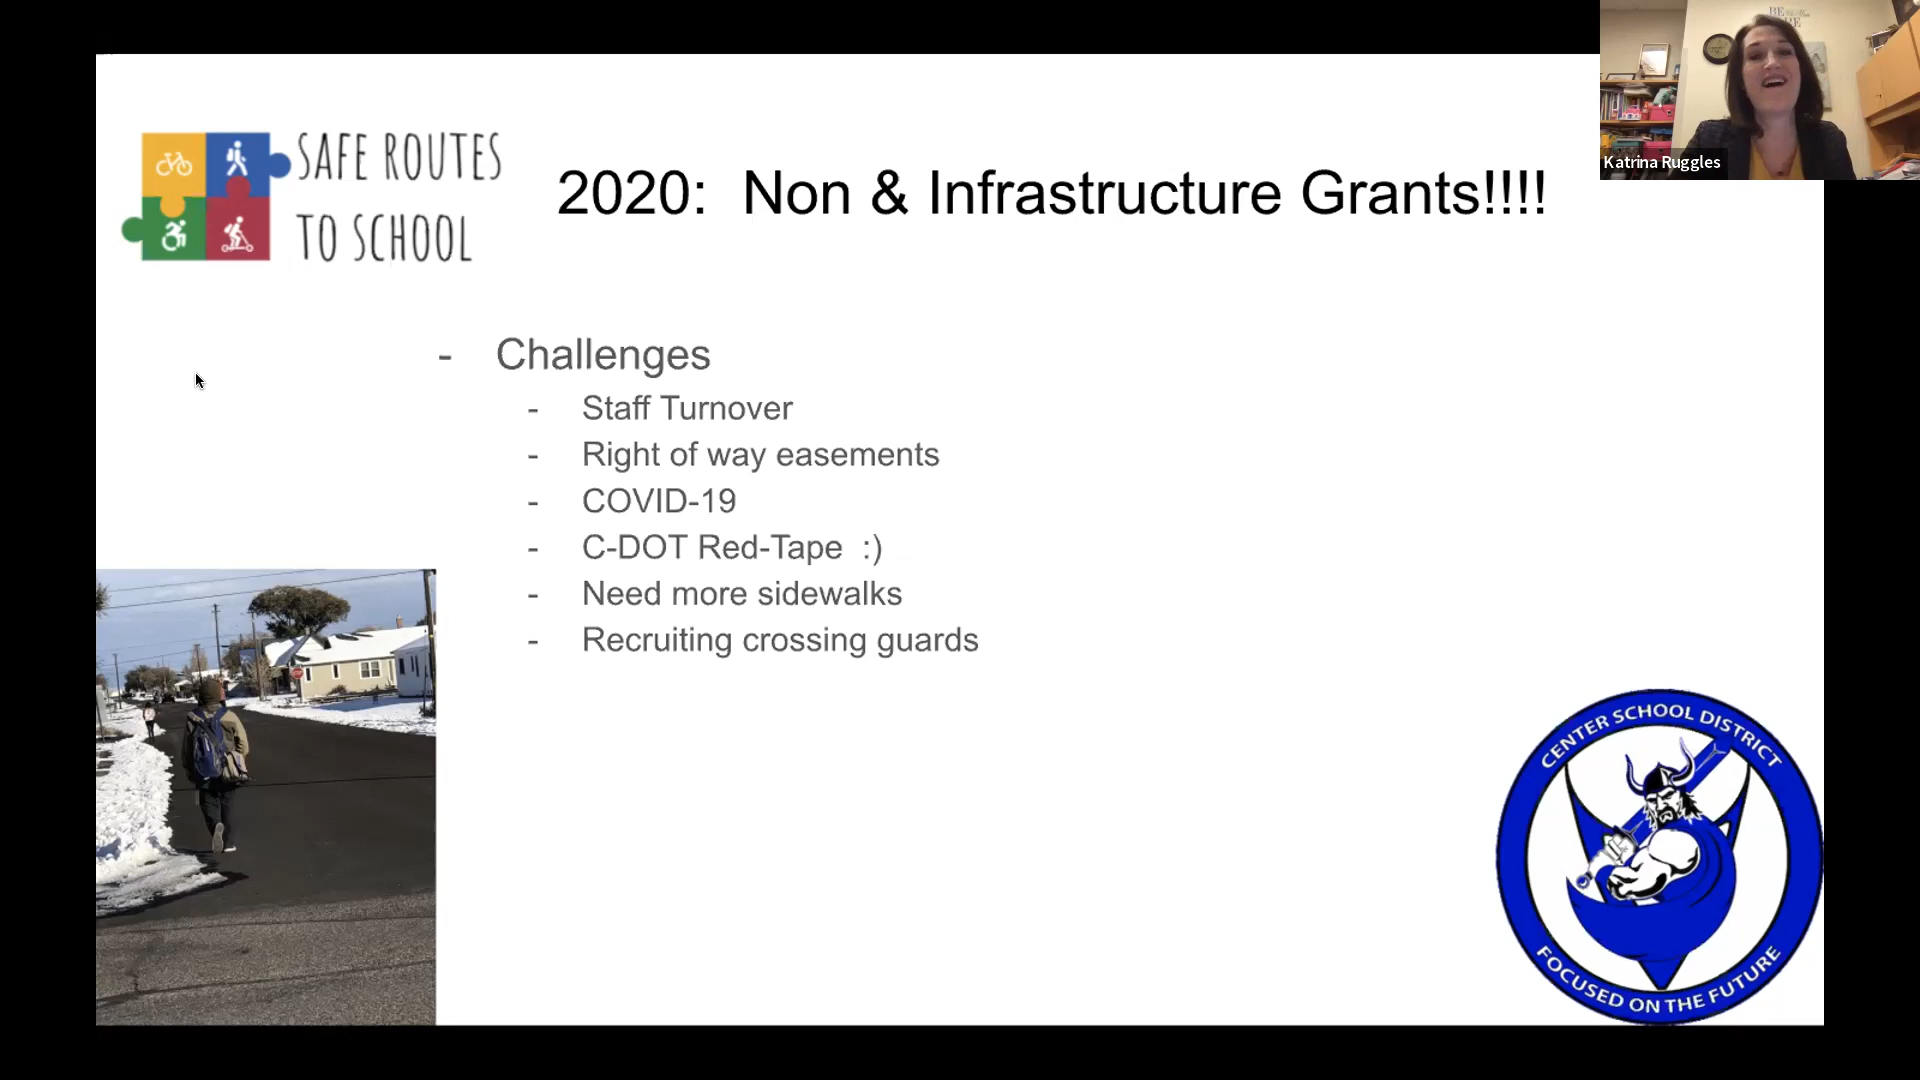 BE
Katrina Ruggles
SAFE ROUTES
TO SCHOOL
2020:  Non & Infrastructure Grants!!!!
- Challenges
- Staff Turnover
- Right of way easements
- COVID-19
- C-DOT Red-Tape  :)
- Need more sidewalks
- Recruiting crossing guards
CENTER SCHOOL DISTRICT
FOCUSED ON THE FUTURE